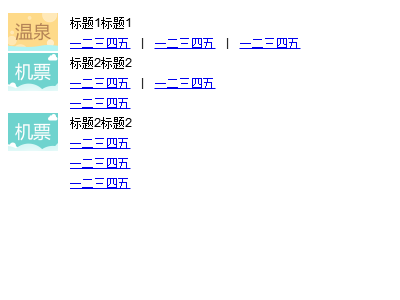 温泉
标题1标题1
一二三四五 | 一二三四五 | 一二三四五
机票
标题2标题2
一二三四五 | 一二三四五
一二三四五
机票
标题2标题2
一二三四五
一二三四五
一二三四五